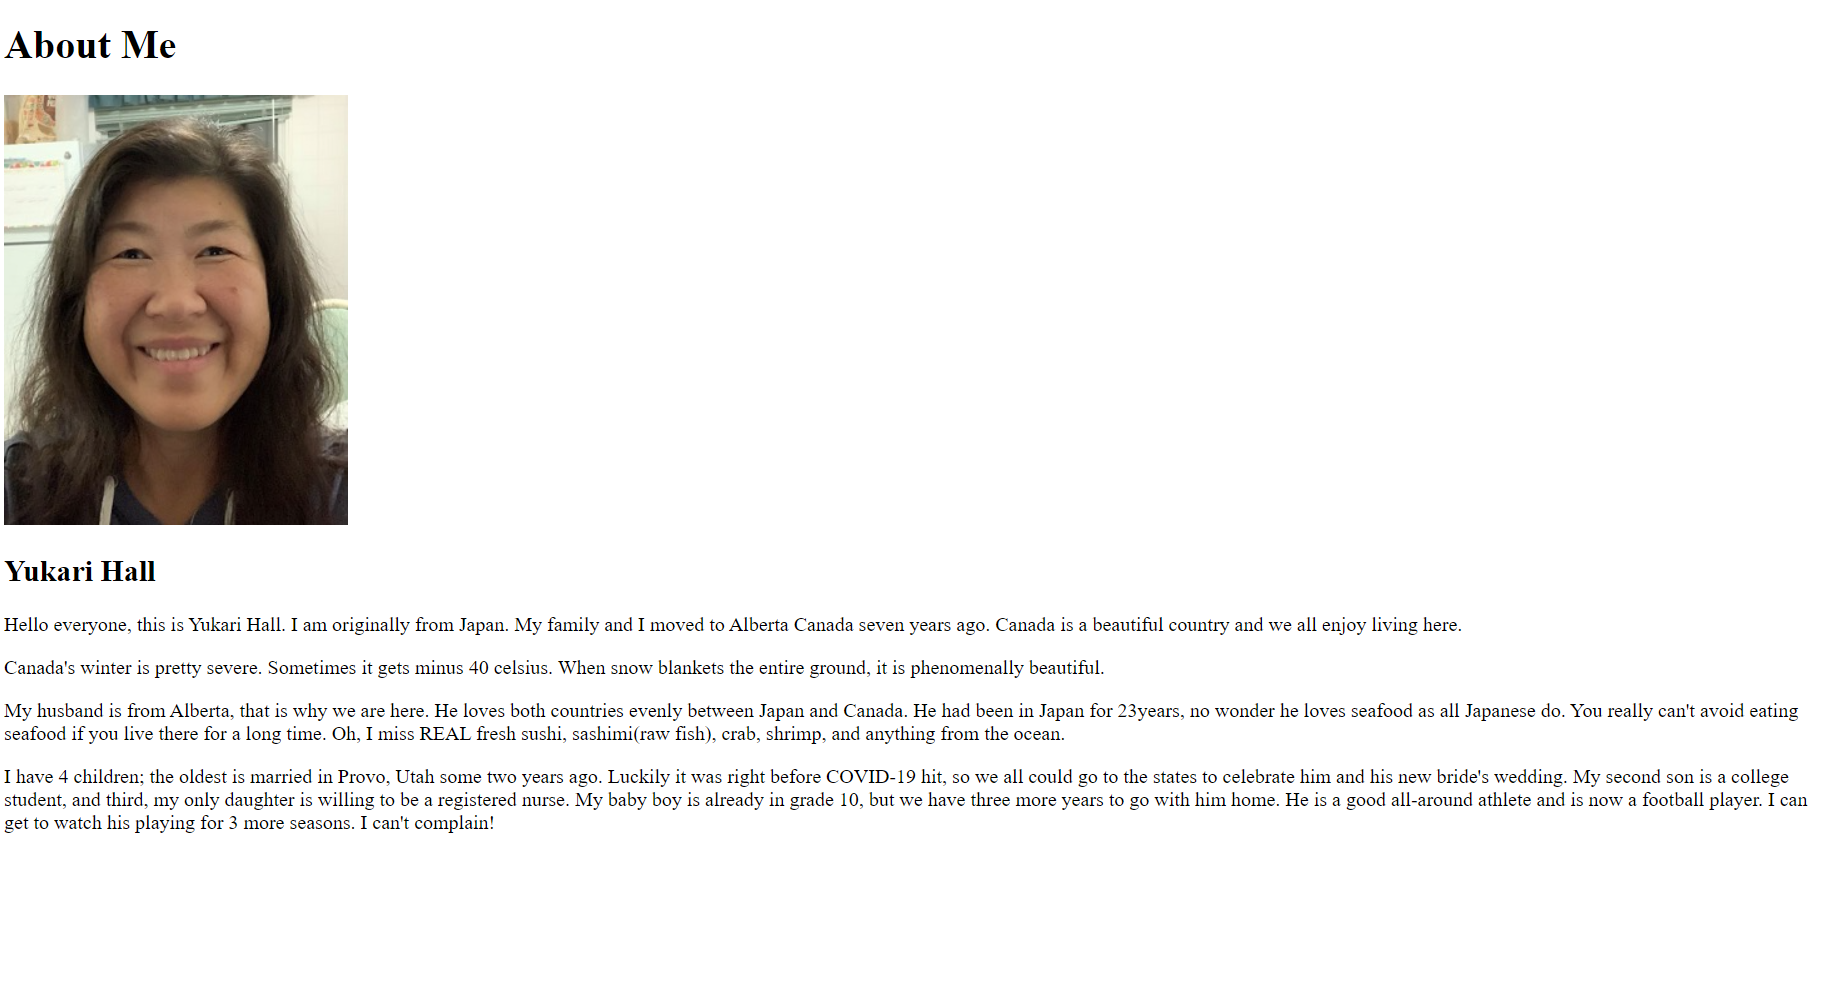 About Me
Yukari Hall
Hello everyone, this is Yukari Hall. I am originally from Japan. My family and I moved to Alberta Canada seven years ago. Canada is a beautiful country and we all enjoy living here.
Canada's winter is pretty severe. Sometimes it gets minus 40 celsius. When snow blankets the entire ground, it is phenomenally beautiful.
My husband is from Alberta, that is why we are here. He loves both countries evenly between Japan and Canada. He had been in Japan for 23years, no wonder he loves seafood as all Japanese do. You really can't avoid eating
seafood if you live there for a long time. Oh, I miss REAL fresh sushi, sashimi(raw fish), crab, shrimp, and anything from the ocean.
I have 4 children; the oldest is married in Provo, Utah some two years ago. Luckily it was right before COVID-19 hit, so we all could go to the states to celebrate him and his new bride's wedding. My second son is a college
student, and third, my only daughter is willing to be a registered nurse. My baby boy is already in grade 10, but we have three more years to go with him home. He is a good all-around athlete and is now a football player. I can
get to watch his playing for 3 more seasons. I can't complain!